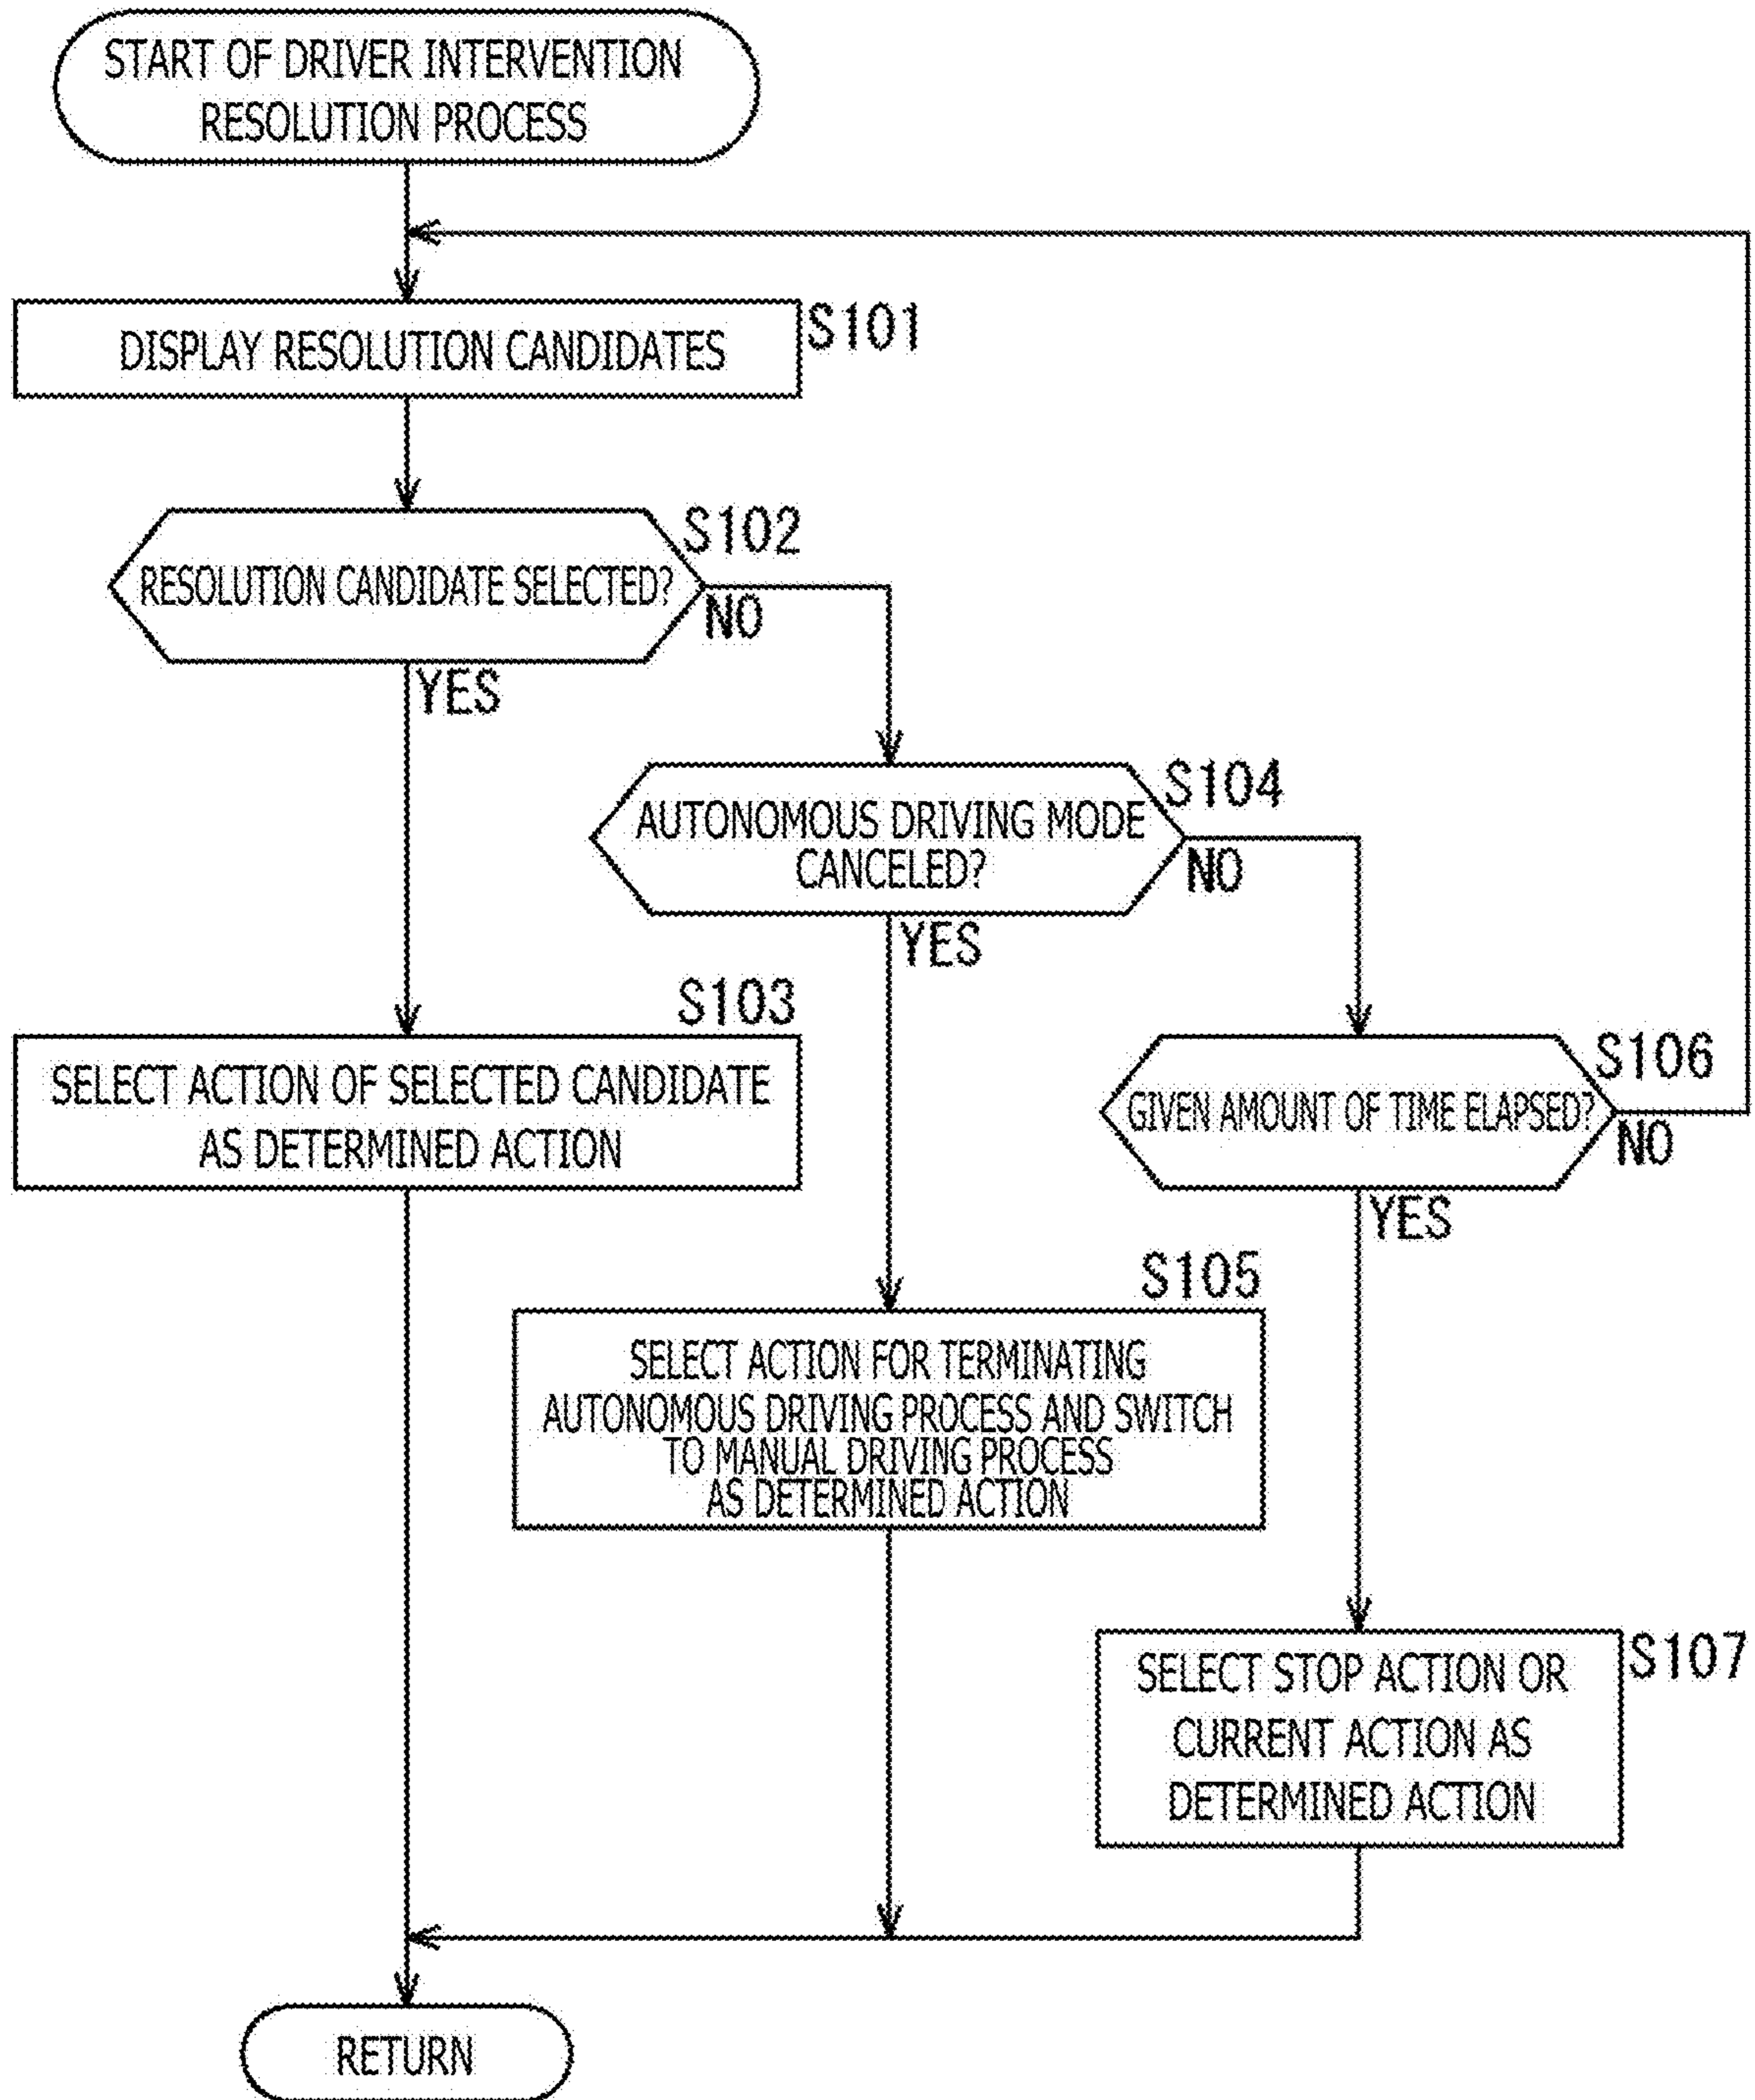 START OF DRIVER INTERVENTION
RESOLUTION PROCESS
DISPLAY RESOLUTION CANDIDATES
S101
RESOLUTION CANDIDATE SELECTED?
S102
NO
YES
AUTONOMOUS DRIVING MODE
CANCELED?
S104
NO
YES
S103
SELECT ACTION OF SELECTED CANDIDATE
AS DETERMINED ACTION
GIVEN AMOUNT OF TIME ELAPSED?
S106
NO
YES
S105
SELECT ACTION FOR TERMINATING
AUTONOMOUS DRIVING PROCESS AND SWITCH
TO MANUAL DRIVING PROCESS
AS DETERMINED ACTION
SELECT STOP ACTION OR
CURRENT ACTION AS
DETERMINED ACTION
S107
RETURN